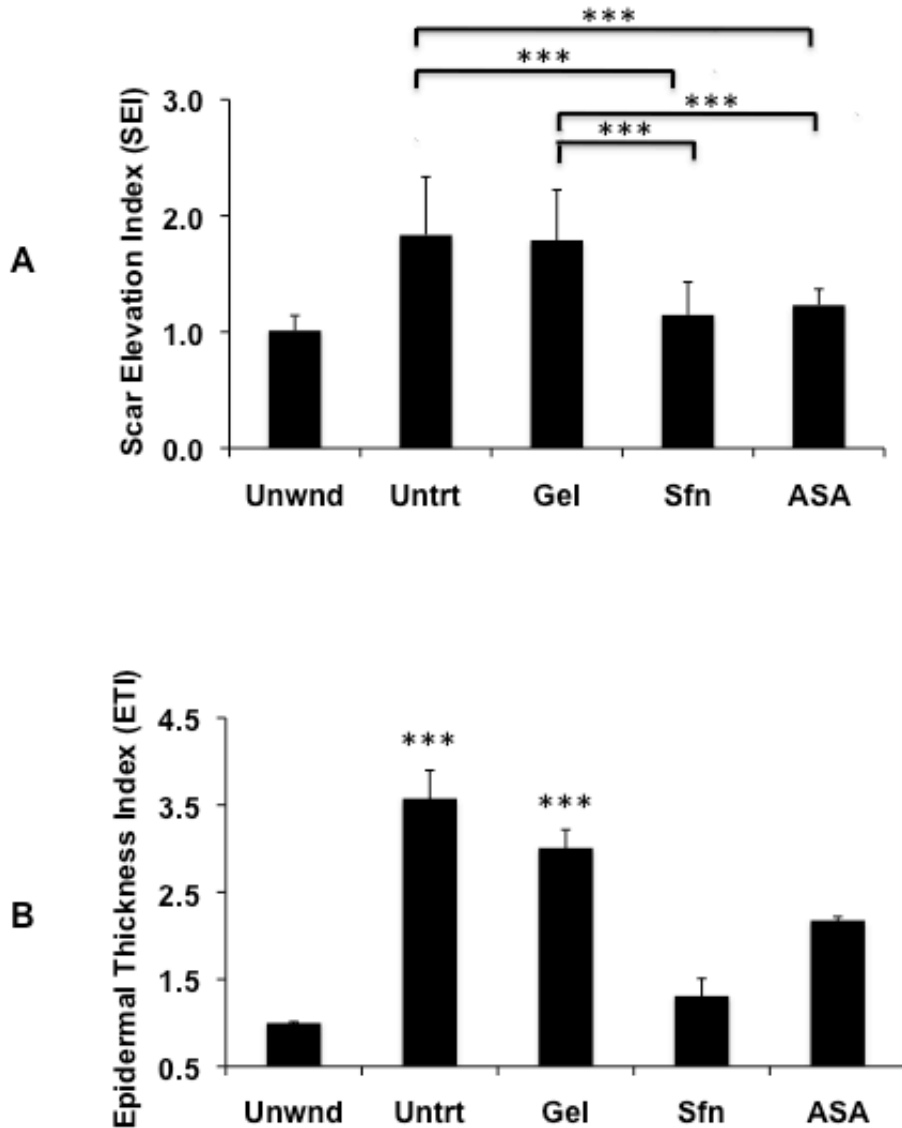 ***
***
***
***
A
Scar Elevation Index (SEI)
3.0
2.0
1.0
0.0
Unwnd Untrt Gel Sfn ASA
B
Epidermal Thickness Index (ETI)
4.5
3.5
2.5
1.5
0.5
***
***
Unwnd Untrt Gel Sfn ASA